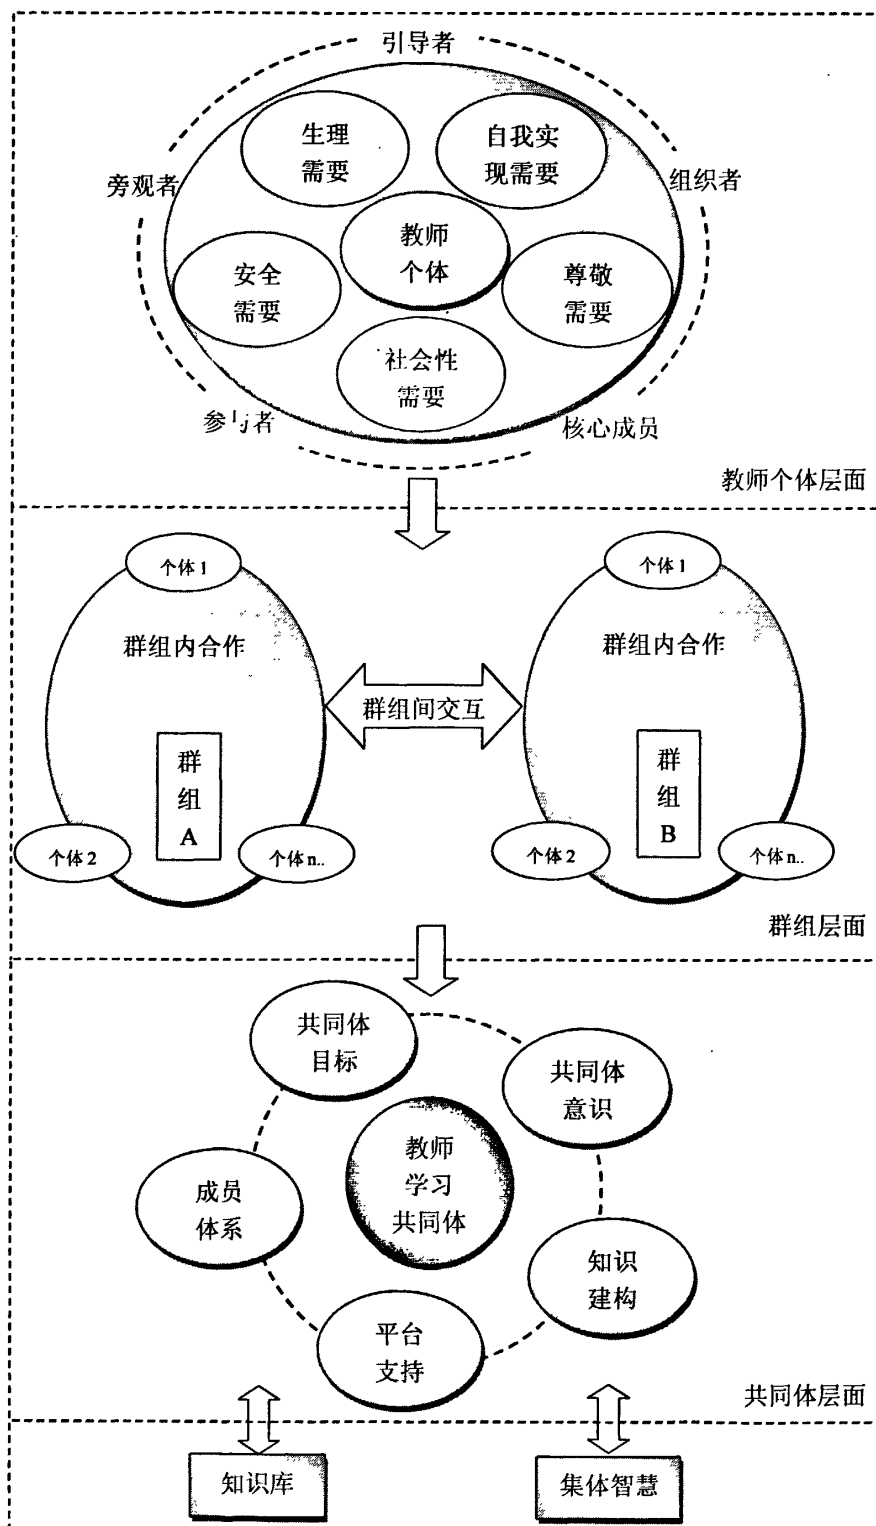 引导者
生理
需要
自我实
现需要
旁观者
组织者
教师
个体
安全
需要
尊敬
需要
社会性
需要
参与者
核心成员
教师个体层面
个体 1
群组内合作
群组间交互
群
组
A
个体 2
个体 n..
个体 1
群组内合作
群
组
B
个体 2
个体 n..
群组层面
共同体
目标
共同体
意识
教师
学习
共同体
成员
体系
知识
建构
平台
支持
共同体层面
知识库
集体智慧